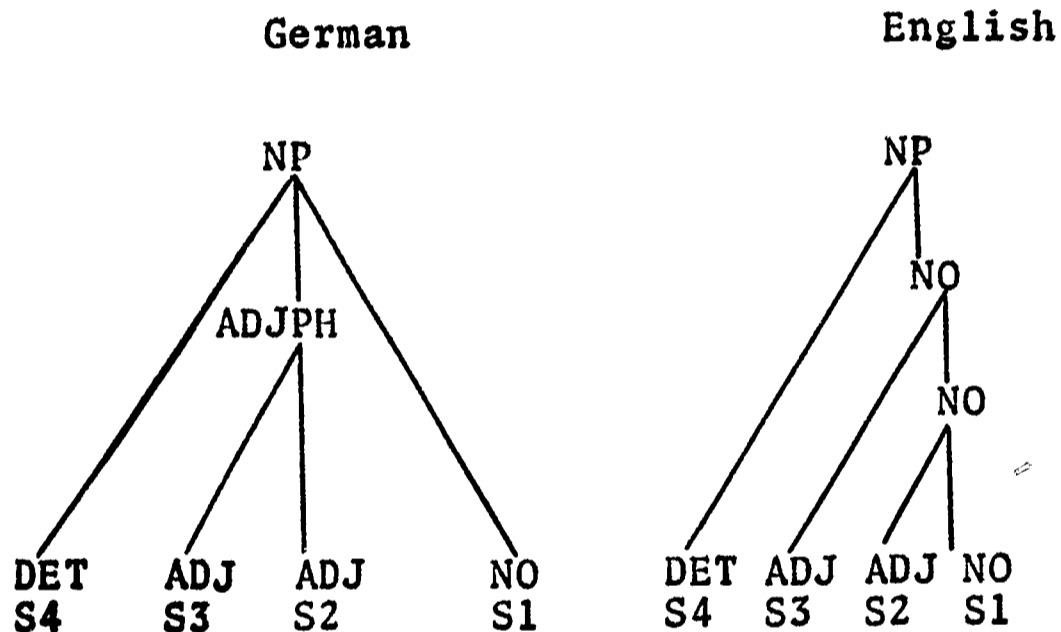 German English
NP NP
NO
ADJPH
NO
DET ADJ ADJ NO DET ADJ ADJ NO
S4 S3 S2 S1 S4 S3 S2 S1